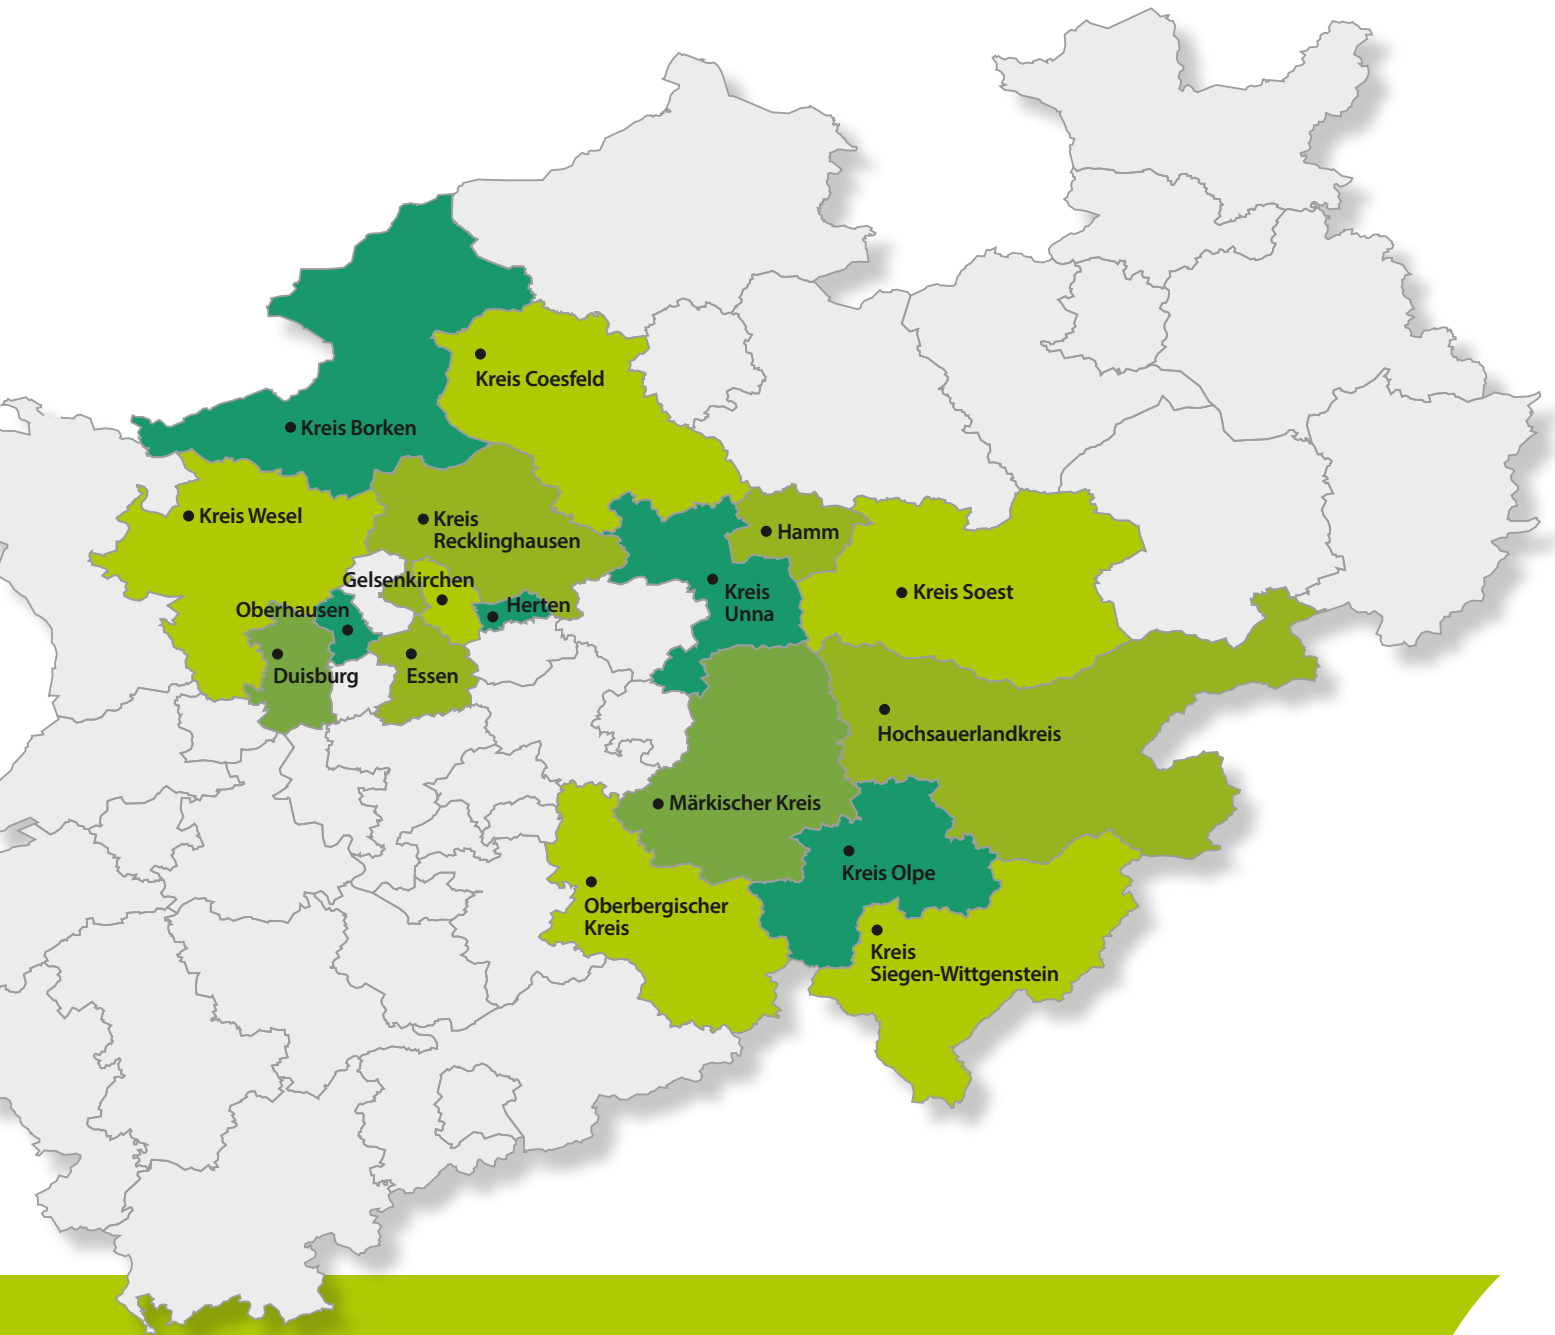 Kreis Coesfeld
Kreis Borken
Kreis Wesel
Kreis
Recklinghausen
Hamm
Gelsenkirchen
Oberhausen
Herten
Kreis
Unna
Kreis Soest
Duisburg
Essen
Hochsauerlandkreis
Märkischer Kreis
Kreis Olpe
Oberbergischer
Kreis
Kreis
Siegen-Wittgenstein